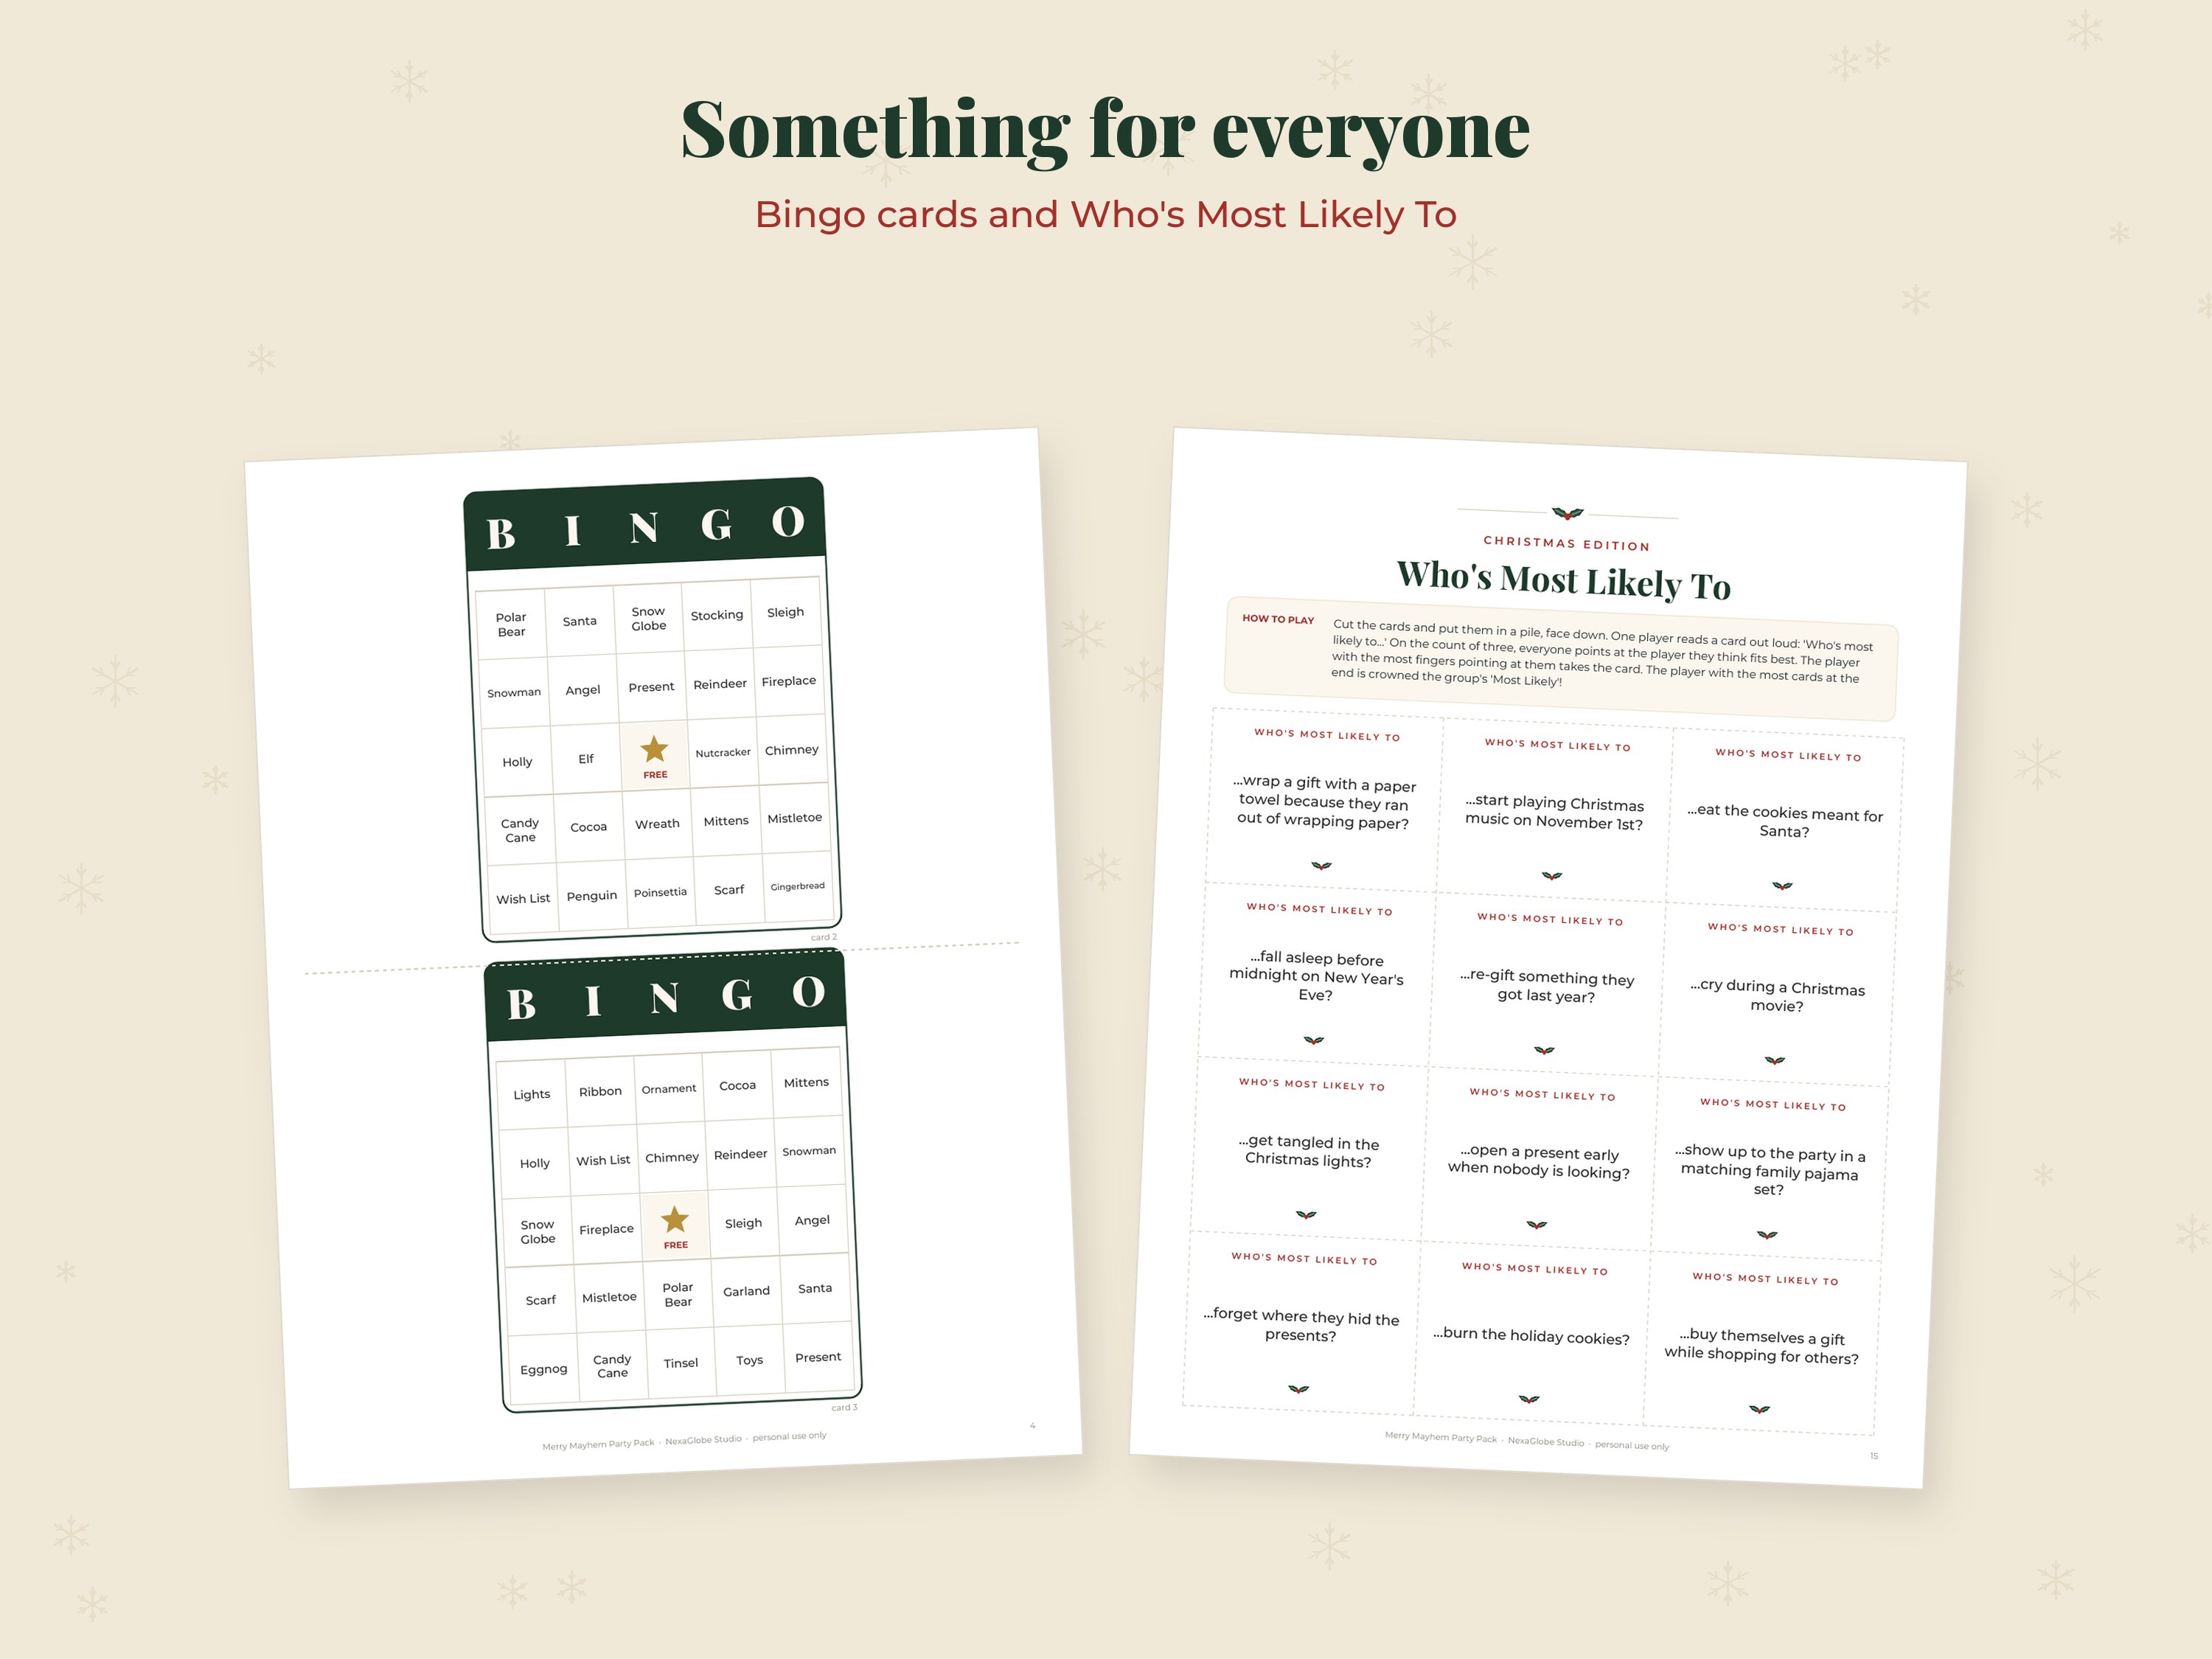 Something for everyone
Bingo cards and Who's Most Likely To
B I N G O
Polar Bear Santa Snow Globe Stocking Sleigh
Snowman Angel Present Reindeer Fireplace
Holly Elf FREE Nutcracker Chimney
Candy Cane Cocoa Wreath Mittens Mistletoe
Wish List Penguin Poinsettia Scarf Gingerbread
card 2
B I N G O
Lights Ribbon Ornament Cocoa Mittens
Holly Wish List Chimney Reindeer Snowman
Snow Globe Fireplace FREE Sleigh Angel
Scarf Mistletoe Polar Bear Garland Santa
Eggnog Candy Cane Tinsel Toys Present
card 3
Merry Mayhem Party Pack · NexaGlobe Studio · personal use only
4
CHRISTMAS EDITION
Who's Most Likely To
HOW TO PLAY
Cut the cards and put them in a pile, face down. One player reads a card out loud: 'Who's most
likely to...' On the count of three, everyone points at the player they think fits best. The player
with the most fingers pointing at them takes the card. The player with the most cards at the
end is crowned the group's 'Most Likely'!
WHO'S MOST LIKELY TO
...wrap a gift with a paper
towel because they ran
out of wrapping paper?
WHO'S MOST LIKELY TO
...start playing Christmas
music on November 1st?
WHO'S MOST LIKELY TO
...eat the cookies meant for
Santa?
WHO'S MOST LIKELY TO
...fall asleep before
midnight on New Year's
Eve?
WHO'S MOST LIKELY TO
...re-gift something they
got last year?
WHO'S MOST LIKELY TO
...cry during a Christmas
movie?
WHO'S MOST LIKELY TO
...get tangled in the
Christmas lights?
WHO'S MOST LIKELY TO
...open a present early
when nobody is looking?
WHO'S MOST LIKELY TO
...show up to the party in a
matching family pajama
set?
WHO'S MOST LIKELY TO
...forget where they hid the
presents?
WHO'S MOST LIKELY TO
...burn the holiday cookies?
WHO'S MOST LIKELY TO
...buy themselves a gift
while shopping for others?
Merry Mayhem Party Pack · NexaGlobe Studio · personal use only
15